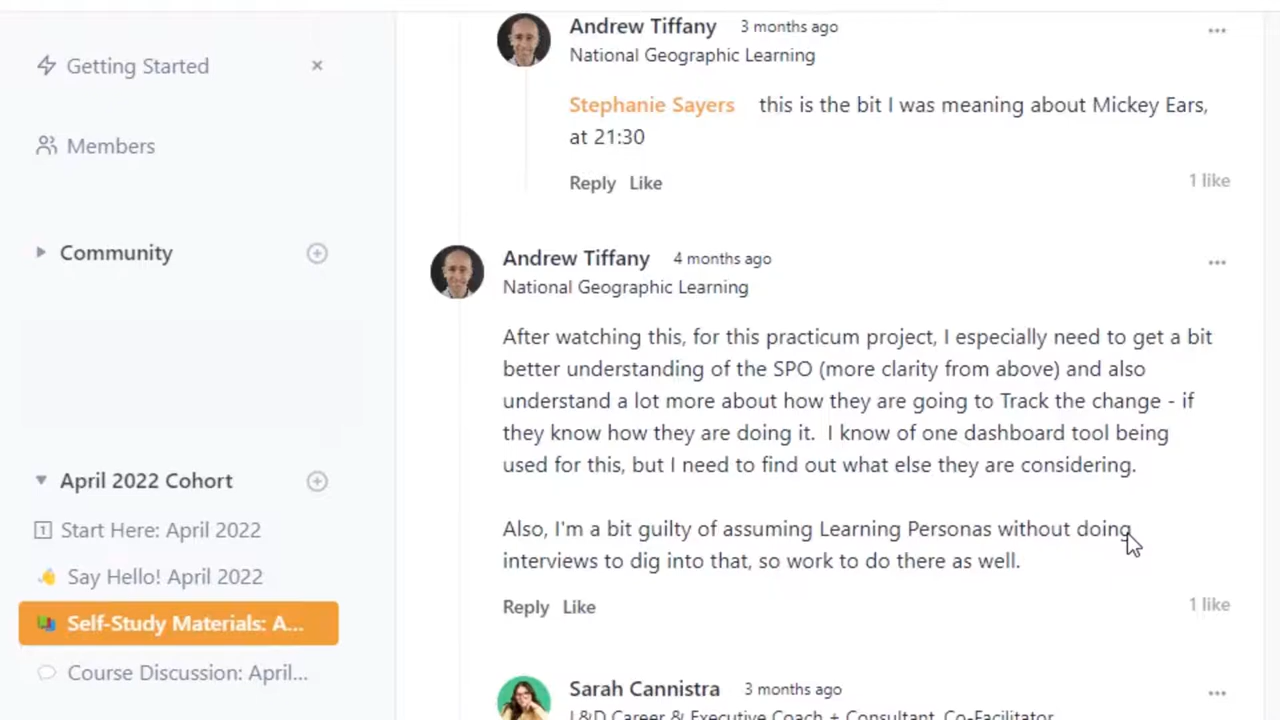 Getting Started
Members
Community
April 2022 Cohort
1 Start Here: April 2022
Say Hello! April 2022
Self-Study Materials: A...
Course Discussion: April...
Andrew Tiffany 3 months ago
National Geographic Learning
Stephanie Sayers this is the bit I was meaning about Mickey Ears,
at 21:30
Reply Like 1 like
Andrew Tiffany 4 months ago
National Geographic Learning
After watching this, for this practicum project, I especially need to get a bit
better understanding of the SPO (more clarity from above) and also
understand a lot more about how they are going to Track the change - if
they know how they are doing it. I know of one dashboard tool being
used for this, but I need to find out what else they are considering.
Also, I'm a bit guilty of assuming Learning Personas without doing
interviews to dig into that, so work to do there as well.
Reply Like 1 like
Sarah Cannistra 3 months ago
L&D Career & Executive Coach + Consultant, Co-Facilitator